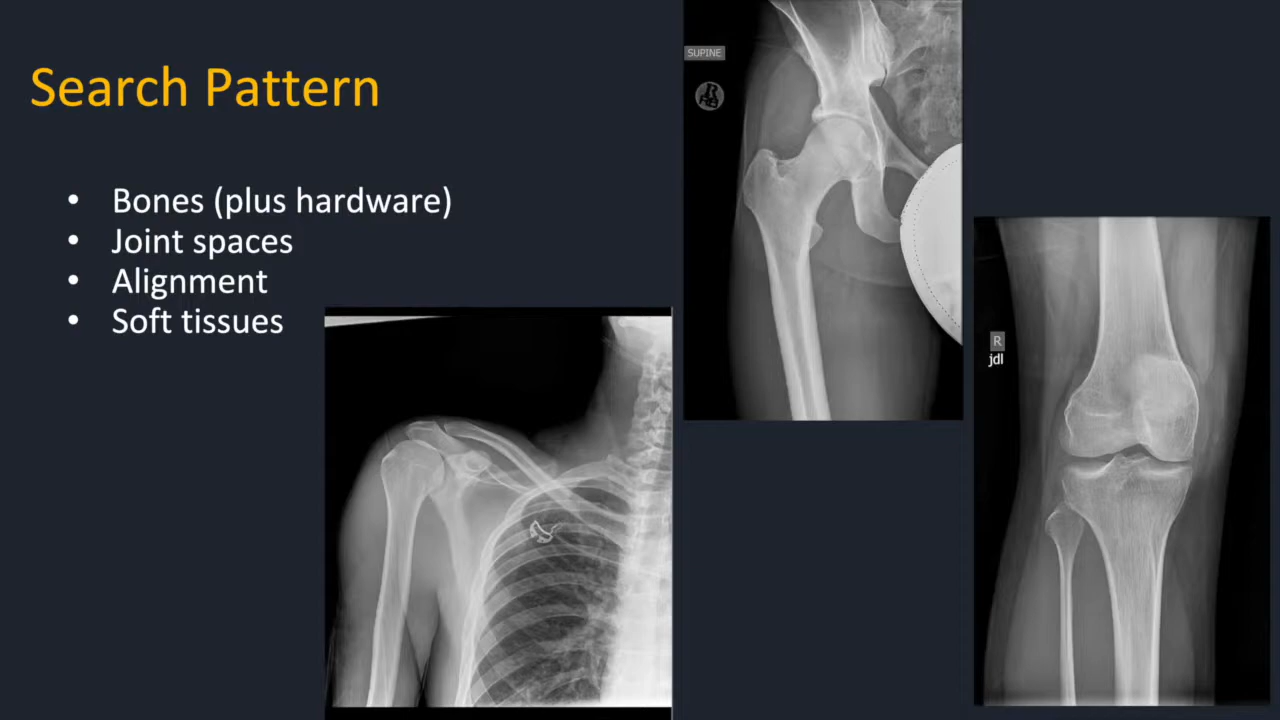 Search Pattern
• Bones (plus hardware)
• Joint spaces
• Alignment
• Soft tissues
SUPINE
R
jdl